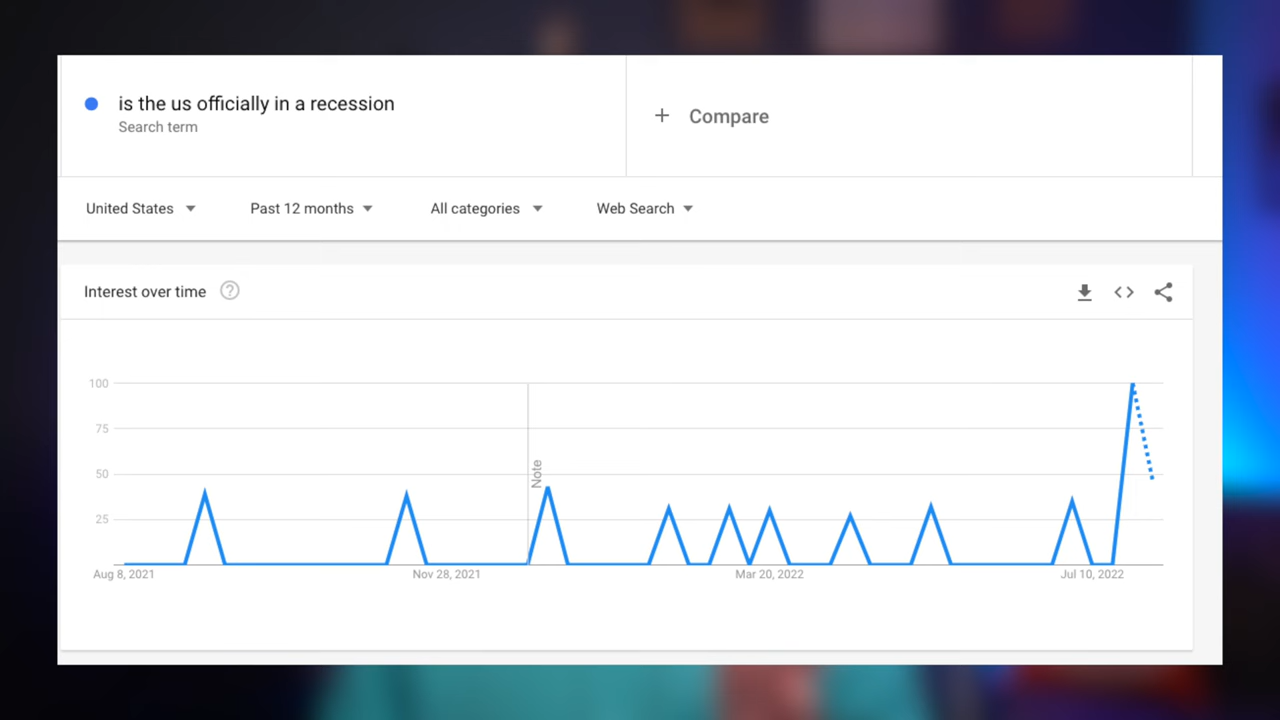 is the us officially in a recession
Search term
+ Compare
United States
Past 12 months
All categories
Web Search
Interest over time ?
100
75
50
25
Note
Aug 8, 2021
Nov 28, 2021
Mar 20, 2022
Jul 10, 2022